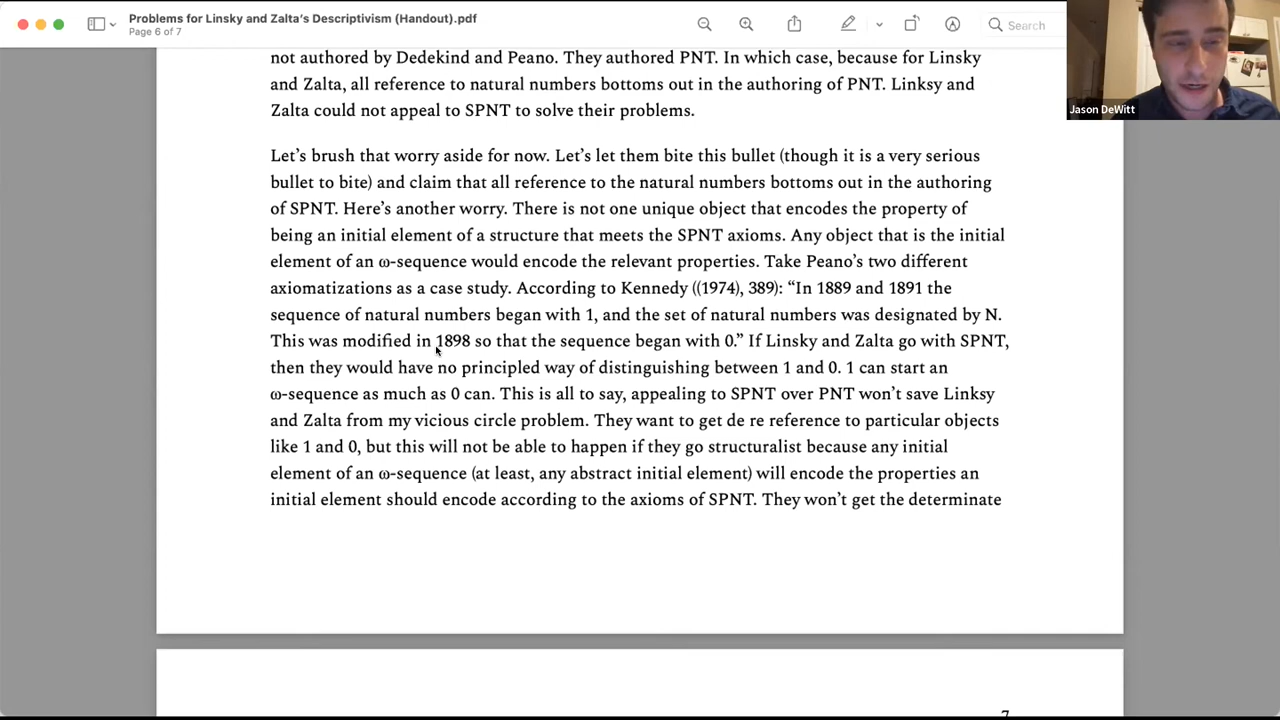 Problems for Linsky and Zalta's Descriptivism (Handout).pdf
Page 6 of 7
Search
Jason DeWitt
not authored by Dedekind and Peano. They authored PNT. In which case, because for Linsky
and Zalta, all reference to natural numbers bottoms out in the authoring of PNT. Linksy and
Zalta could not appeal to SPNT to solve their problems.
Let's brush that worry aside for now. Let's let them bite this bullet (though it is a very serious
bullet to bite) and claim that all reference to the natural numbers bottoms out in the authoring
of SPNT. Here's another worry. There is not one unique object that encodes the property of
being an initial element of a structure that meets the SPNT axioms. Any object that is the initial
element of an ω-sequence would encode the relevant properties. Take Peano's two different
axiomatizations as a case study. According to Kennedy ((1974), 389): “In 1889 and 1891 the
sequence of natural numbers began with 1, and the set of natural numbers was designated by N.
This was modified in 1898 so that the sequence began with 0.” If Linsky and Zalta go with SPNT,
then they would have no principled way of distinguishing between 1 and 0. 1 can start an
ω-sequence as much as 0 can. This is all to say, appealing to SPNT over PNT won't save Linksy
and Zalta from my vicious circle problem. They want to get de re reference to particular objects
like 1 and 0, but this will not be able to happen if they go structuralist because any initial
element of an ω-sequence (at least, any abstract initial element) will encode the properties an
initial element should encode according to the axioms of SPNT. They won't get the determinate
7